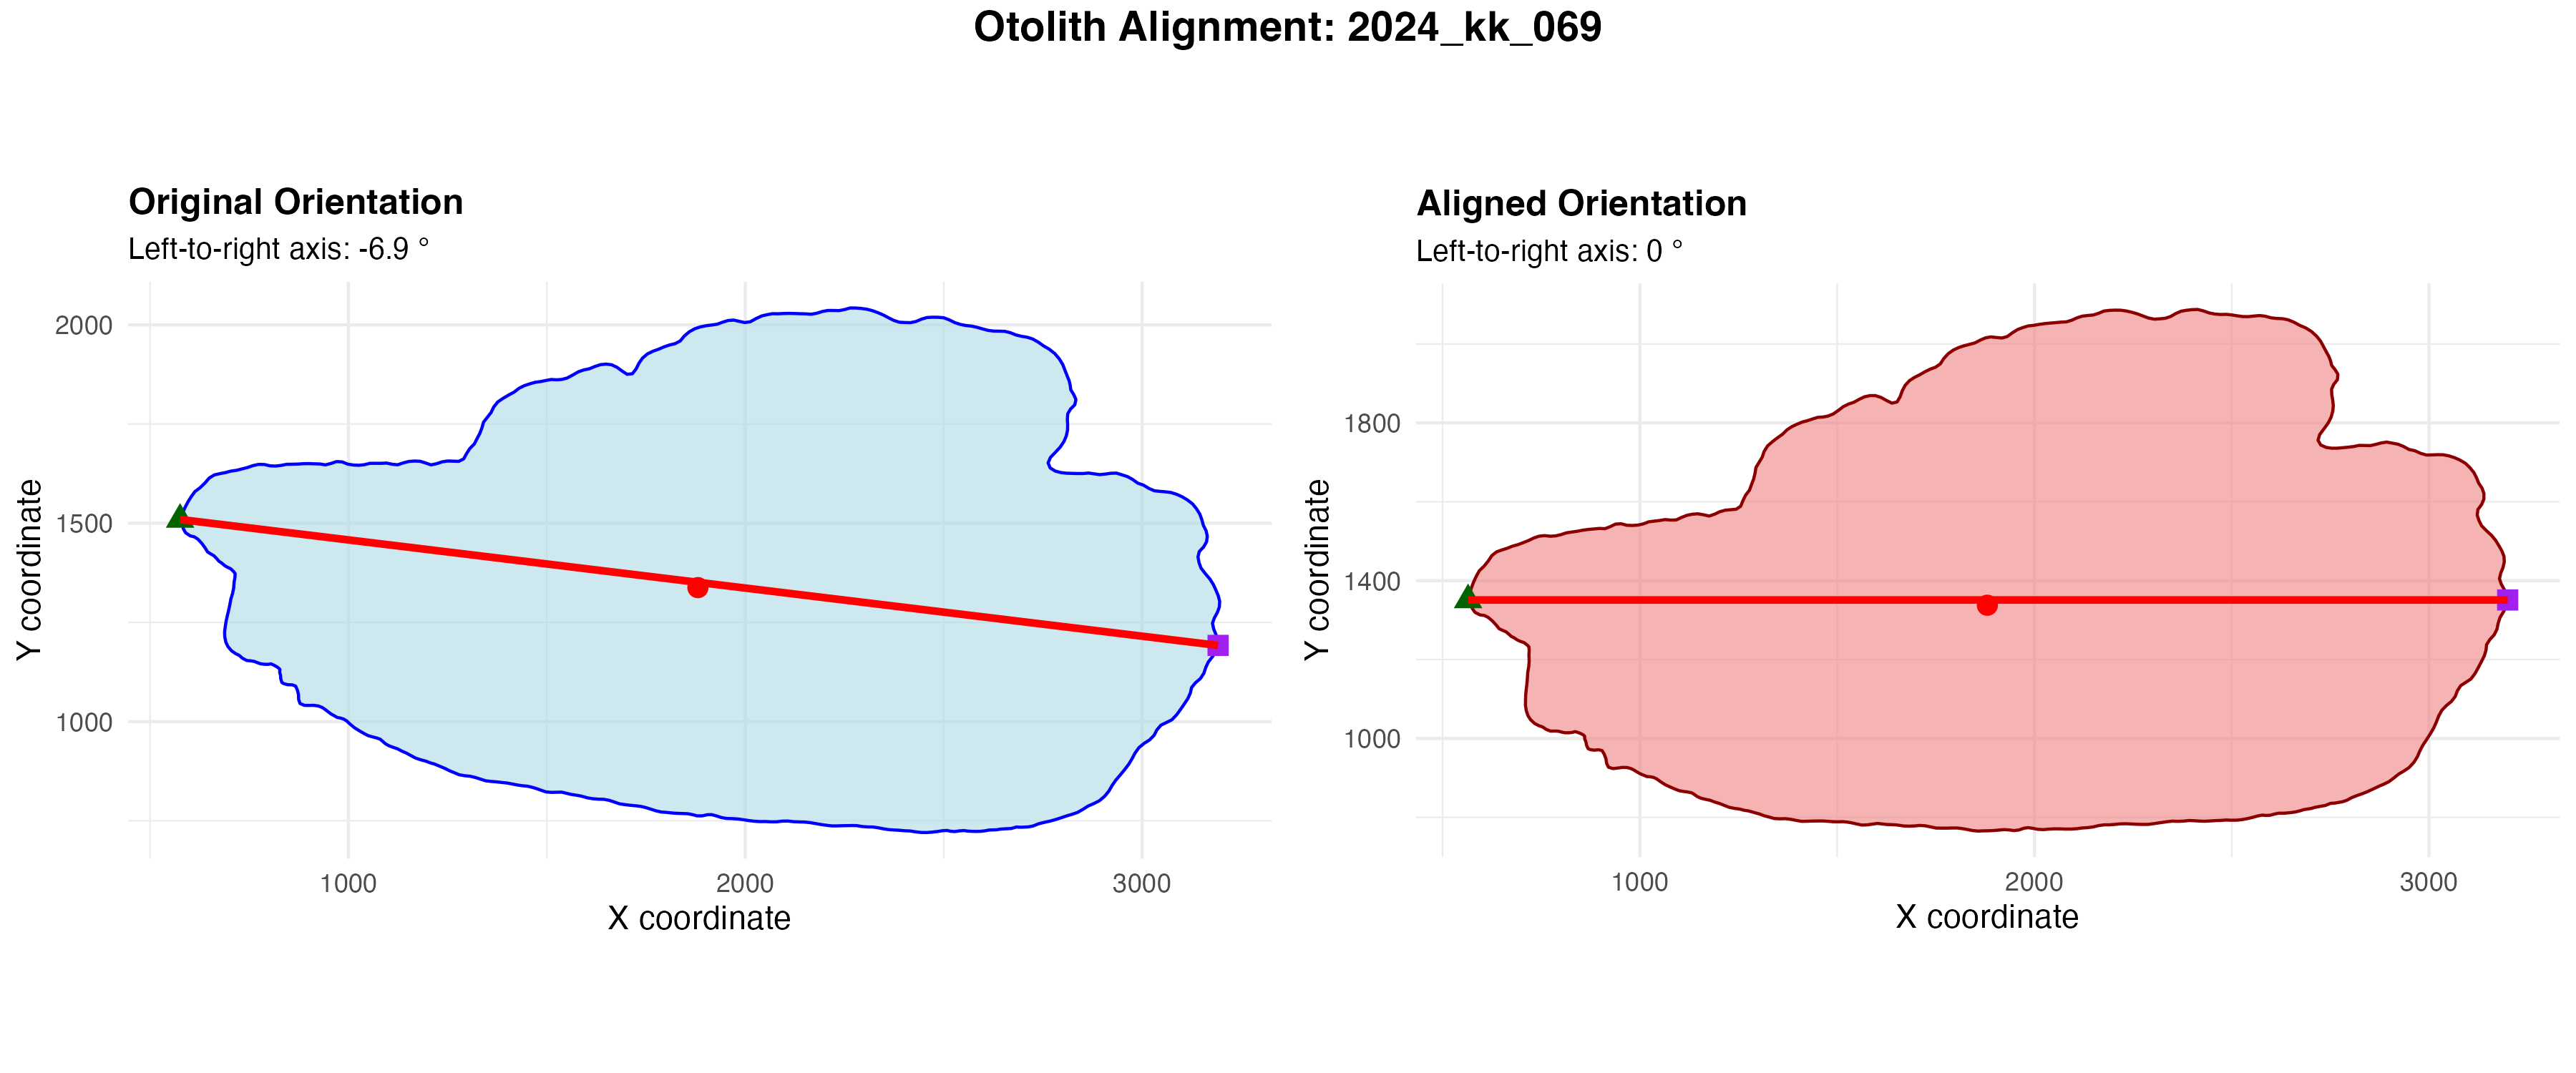 Otolith Alignment: 2024_kk_069
Original Orientation
Left-to-right axis: -6.9 °
2000
1500
1000
Y coordinate
1000 2000 3000
X coordinate
Aligned Orientation
Left-to-right axis: 0 °
1800
1400
1000
Y coordinate
1000 2000 3000
X coordinate